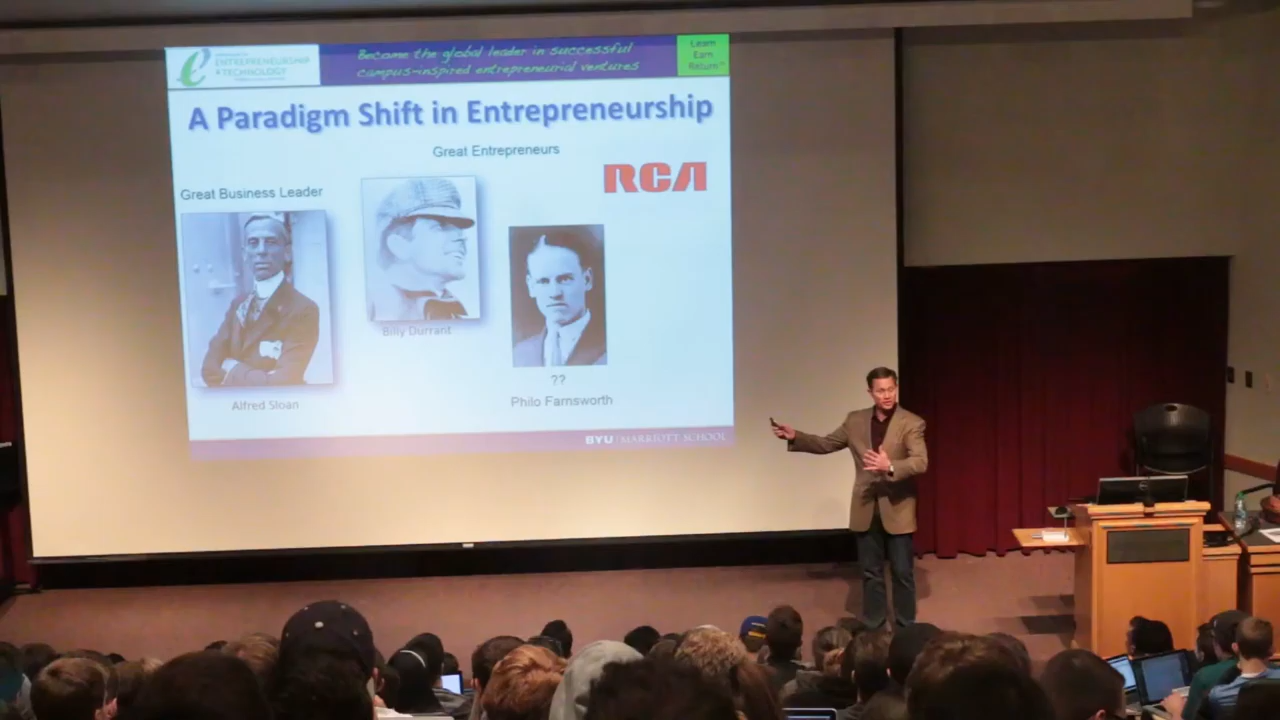 ENTREPRENEURSHIP
& TECHNOLOGY
Become the global leader in successful
campus-inspired entrepreneurial ventures
Learn
Earn
Return™
A Paradigm Shift in Entrepreneurship
Great Entrepreneurs
RCA
Great Business Leader
Billy Durrant
Alfred Sloan
??
Philo Farnsworth
BYU | MARRIOTT SCHOOL